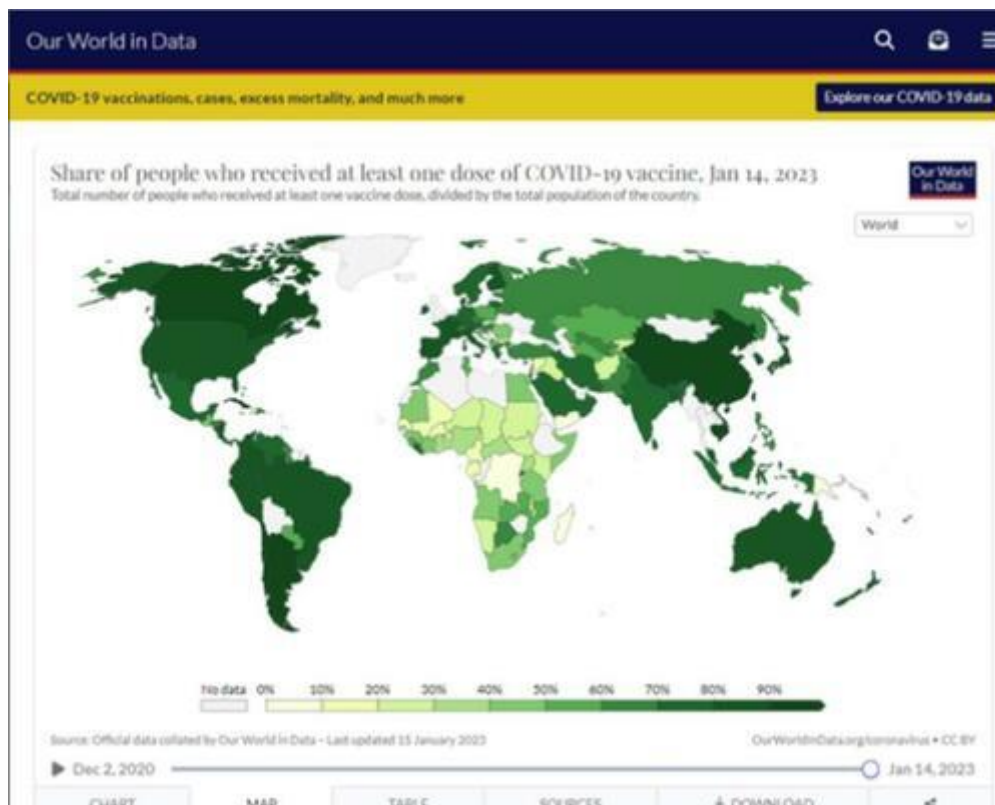 Our World in Data
COVID-19 vaccinations, cases, excess mortality, and much more
Explore our COVID-19 data
Share of people who received at least one dose of COVID-19 vaccine, Jan 14, 2023
Our World
in Data
Total number of people who received at least one vaccine dose, divided by the total population of the country.
World
No data 0% 10% 20% 30% 40% 50% 60% 70% 80% 90%
Source: Official data collated by Our World in Data – Last updated 15 January 2023
OurWorldInData.org/coronavirus • CC BY
Dec 2, 2020
Jan 14, 2023
CHART MAP TABLE SOURCES DOWNLOAD